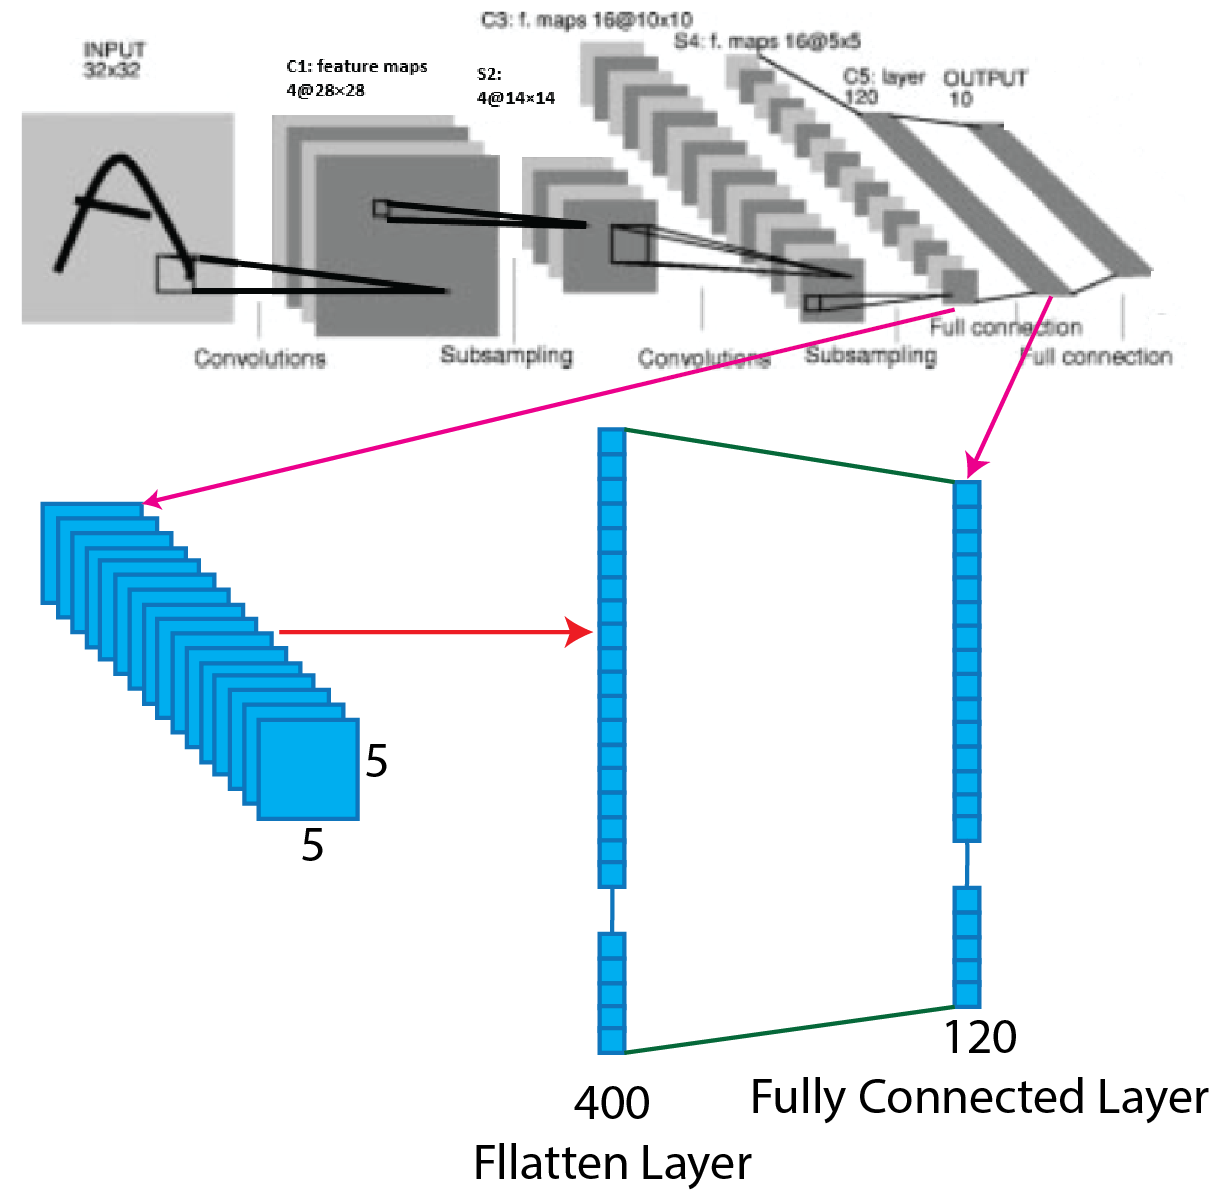 INPUT
32x32
C1: feature maps
4@28×28
S2:
4@14×14
C3: f. maps 16@10x10
S4: f. maps 16@5x5
C5: layer
120
OUTPUT
10
Convolutions
Subsampling
Convolutions
Subsampling
Full connection
Full connection
5
5
400
Fllatten Layer
120
Fully Connected Layer